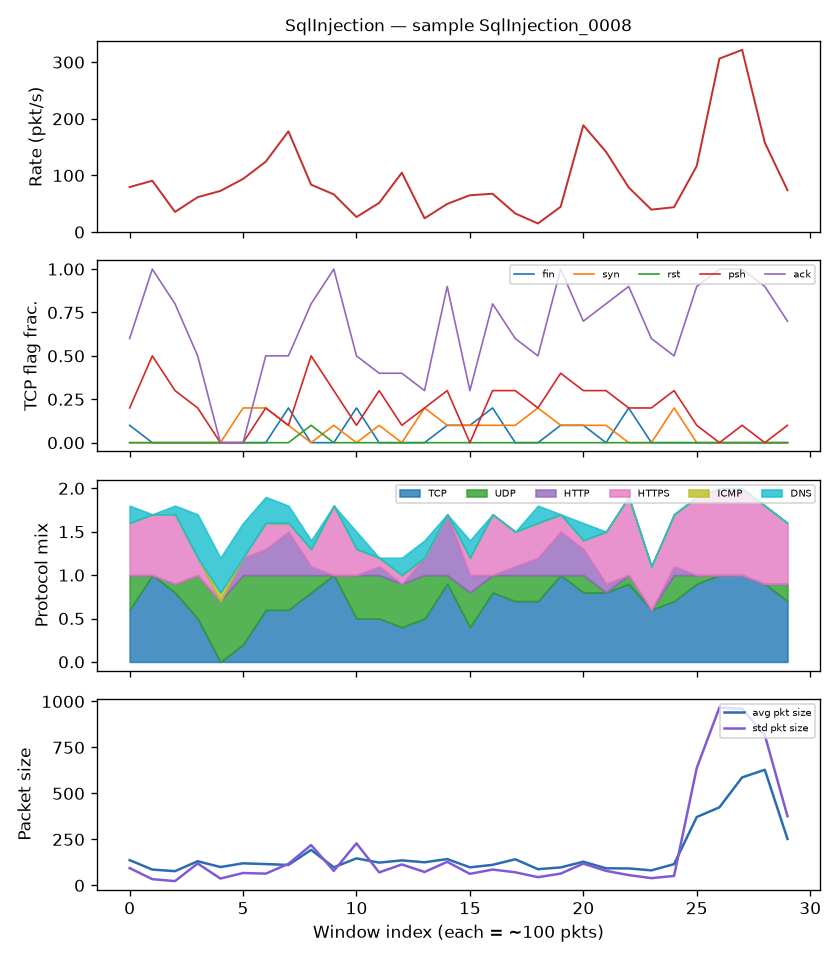 SqlInjection — sample SqlInjection_0008
Rate (pkt/s)
300
200
100
0
TCP flag frac.
1.00
0.75
0.50
0.25
0.00
fin syn rst psh ack
Protocol mix
2.0
1.5
1.0
0.5
0.0
TCP UDP HTTP HTTPS ICMP DNS
Packet size
1000
750
500
250
0
avg pkt size
std pkt size
0 5 10 15 20 25 30
Window index (each = ~100 pkts)